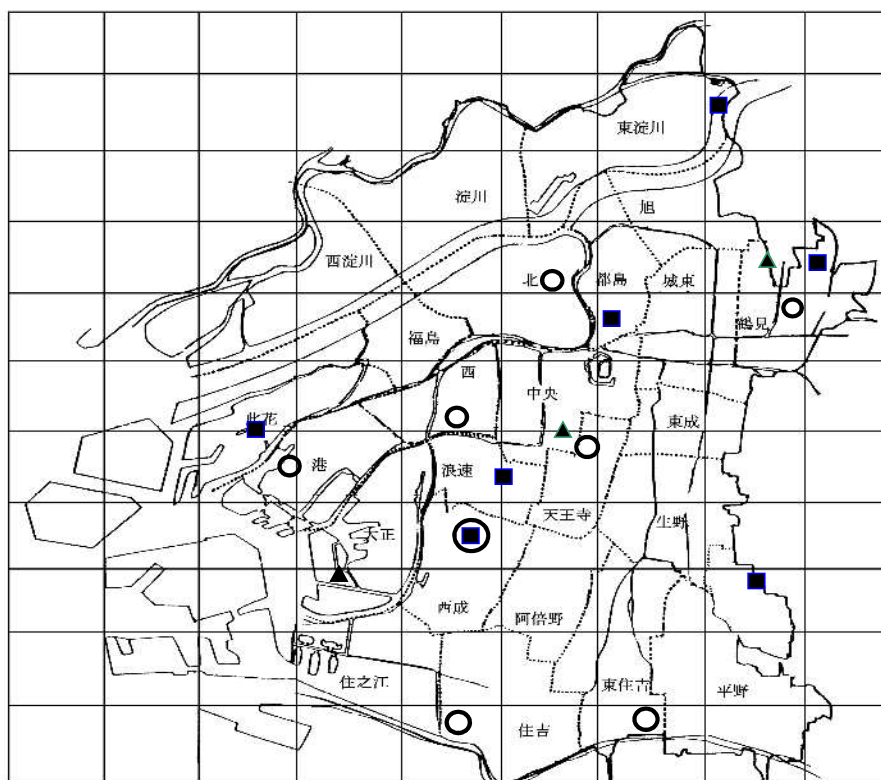 東淀川
淀川
旭
西淀川
北
都島
城東
福島
鶴見
西
中央
此花
東成
港
浪速
大正
天王寺
生野
西成
阿倍野
住之江
東住吉
平野
住吉